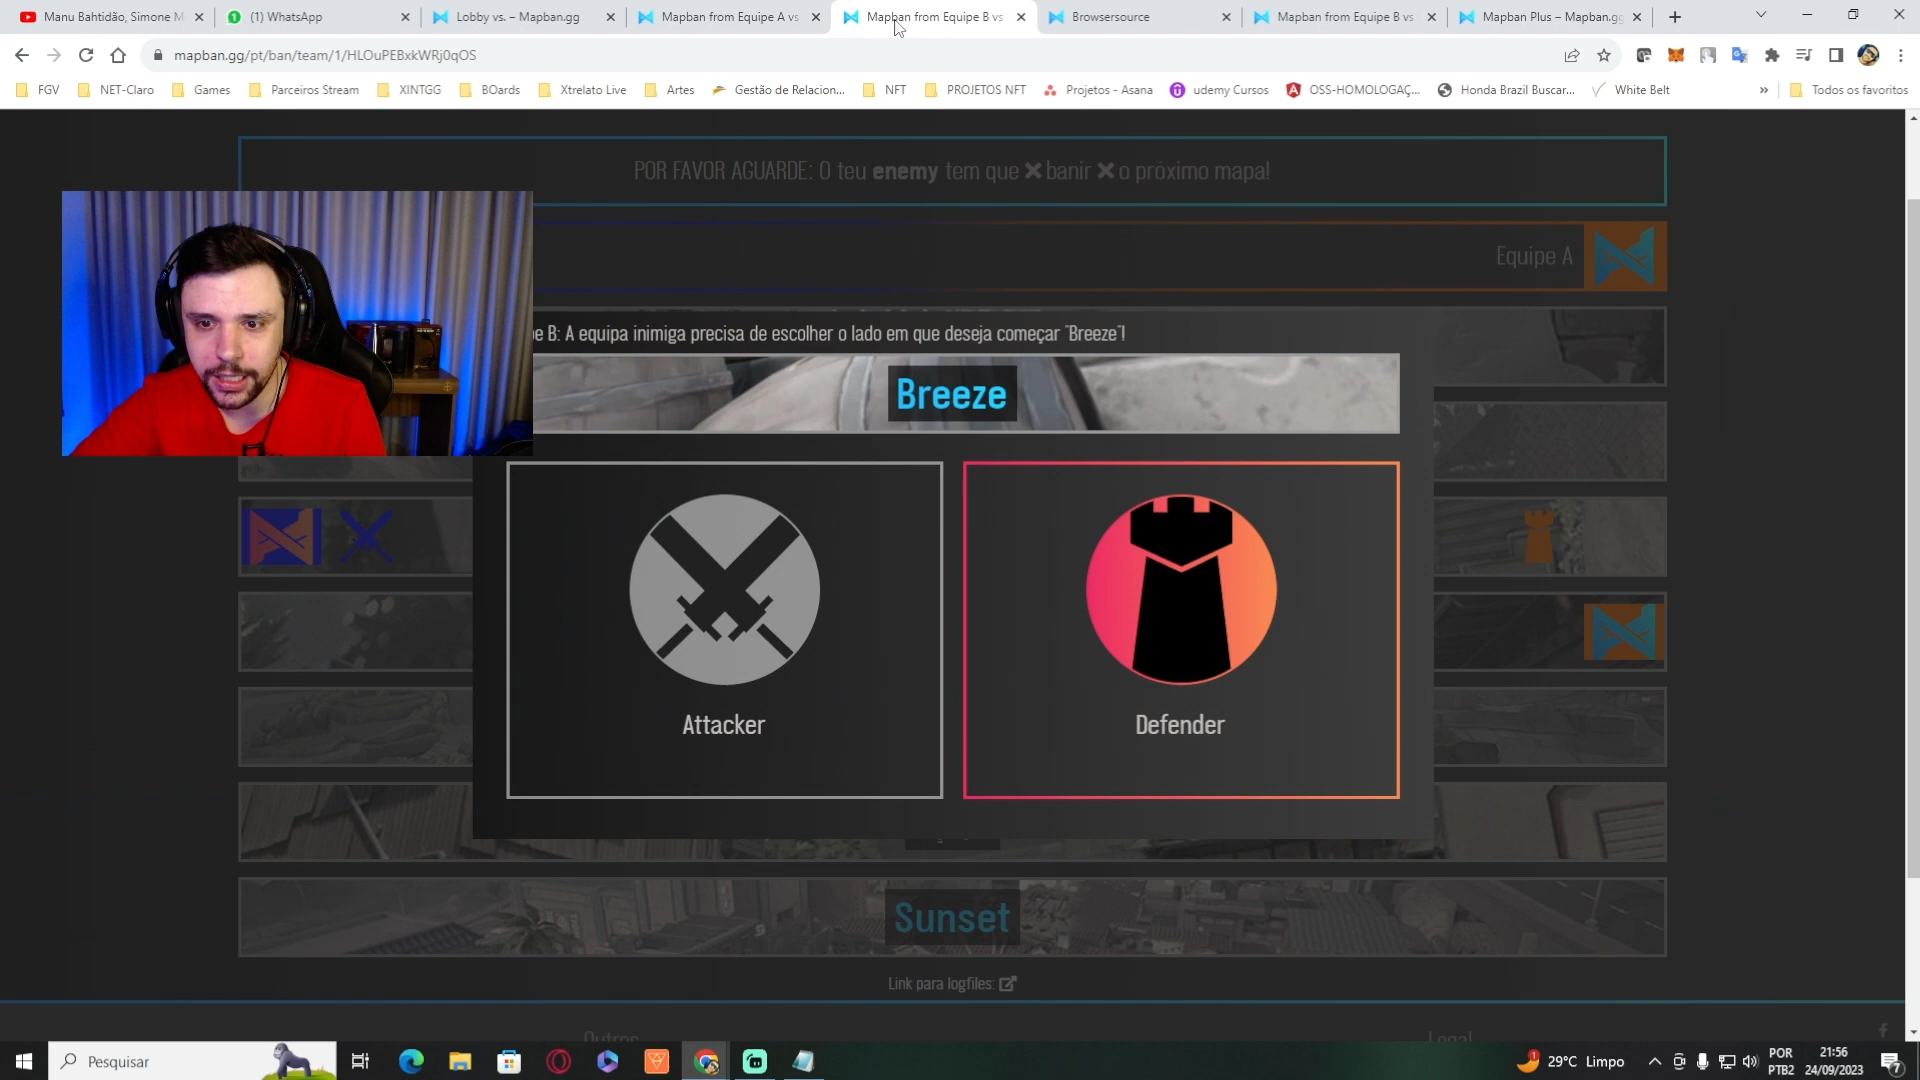 Manu Bahtidão, Simone M
(1) WhatsApp
Lobby vs. – Mapban.gg
Mapban from Equipe A vs
Mapban from Equipe B vs
Browsersource
Mapban from Equipe B vs
Mapban Plus – Mapban.gg
mapban.gg/pt/ban/team/1/HLOuPEBxkWRj0qOS
FGV
NET-Claro
Games
Parceiros Stream
XINTGG
BOards
Xtrelato Live
Artes
Gestão de Relacion...
NFT
PROJETOS NFT
Projetos - Asana
udemy Cursos
OSS-HOMOLOGAÇ...
Honda Brazil Buscar...
White Belt
»
Todos os favoritos
POR FAVOR AGUARDE: O teu enemy tem que ✖ banir ✖ o próximo mapa!
Equipe A
e B: A equipa inimiga precisa de escolher o lado em que deseja começar "Breeze"!
Breeze
Attacker
Defender
Sunset
Link para logfiles:
Outros
Legal
Pesquisar
1
29°C Limpo
POR
PTB2
21:56
24/09/2023
7